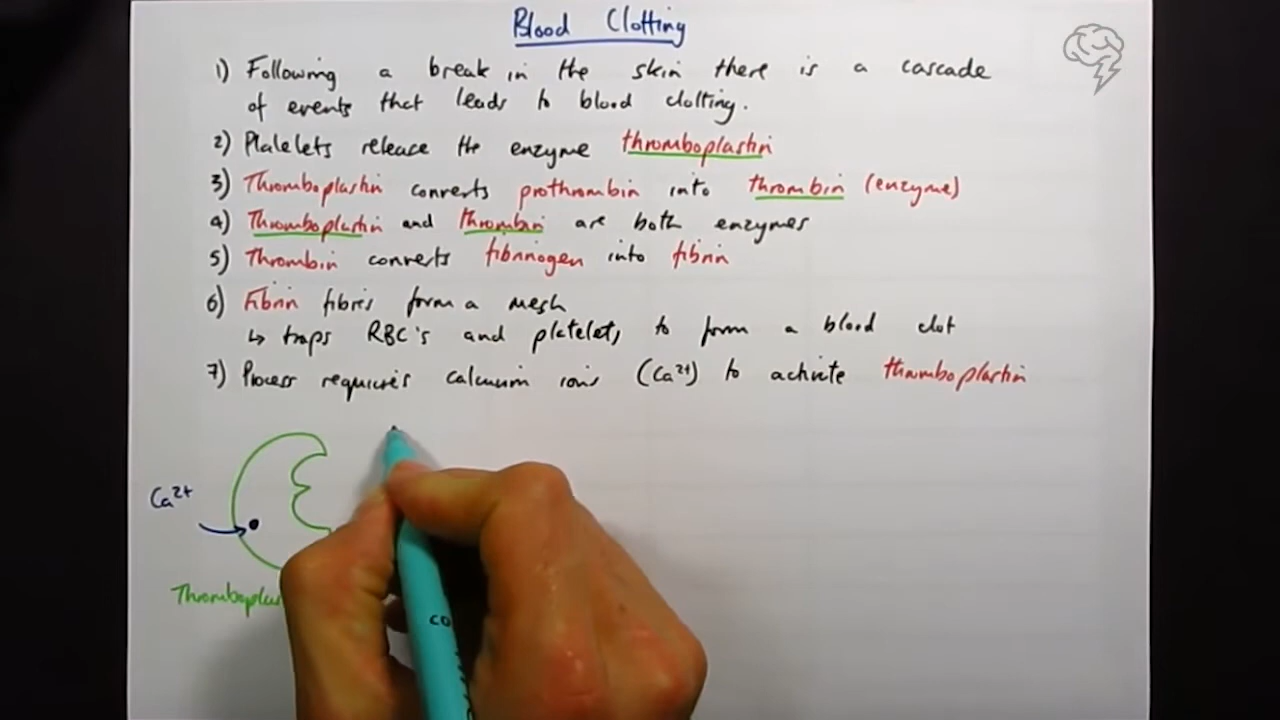 Blood Clotting
1) Following a break in the skin there is a cascade
of events that leads to blood clotting.
2) Platelets release the enzyme thromboplastin
3) Thromboplastin converts prothrombin into thrombin (enzyme)
4) Thromboplastin and thrombin are both enzymes
5) Thrombin converts fibrinogen into fibrin
6) Fibrin fibres form a mesh
↳ traps RBC's and platelets to form a blood clot
7) Process requires calcium ions (Ca²⁺) to activate thromboplastin
Ca²⁺
Thromboplas
CO